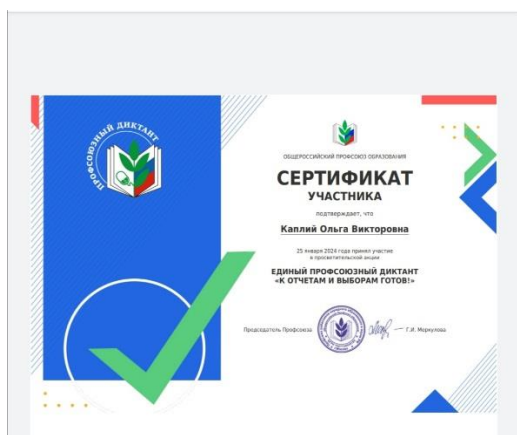 ПРОФСОЮЗНЫЙ ДИКТАНТ
ОБЩЕРОССИЙСКИЙ ПРОФСОЮЗ ОБРАЗОВАНИЯ
СЕРТИФИКАТ
УЧАСТНИКА
подтверждает, что
Каплий Ольга Викторовна
25 января 2024 года принял участие
в просветительской акции
ЕДИНЫЙ ПРОФСОЮЗНЫЙ ДИКТАНТ
«К ОТЧЕТАМ И ВЫБОРАМ ГОТОВ!»
Председатель Профсоюза
Г.И. Меркулова